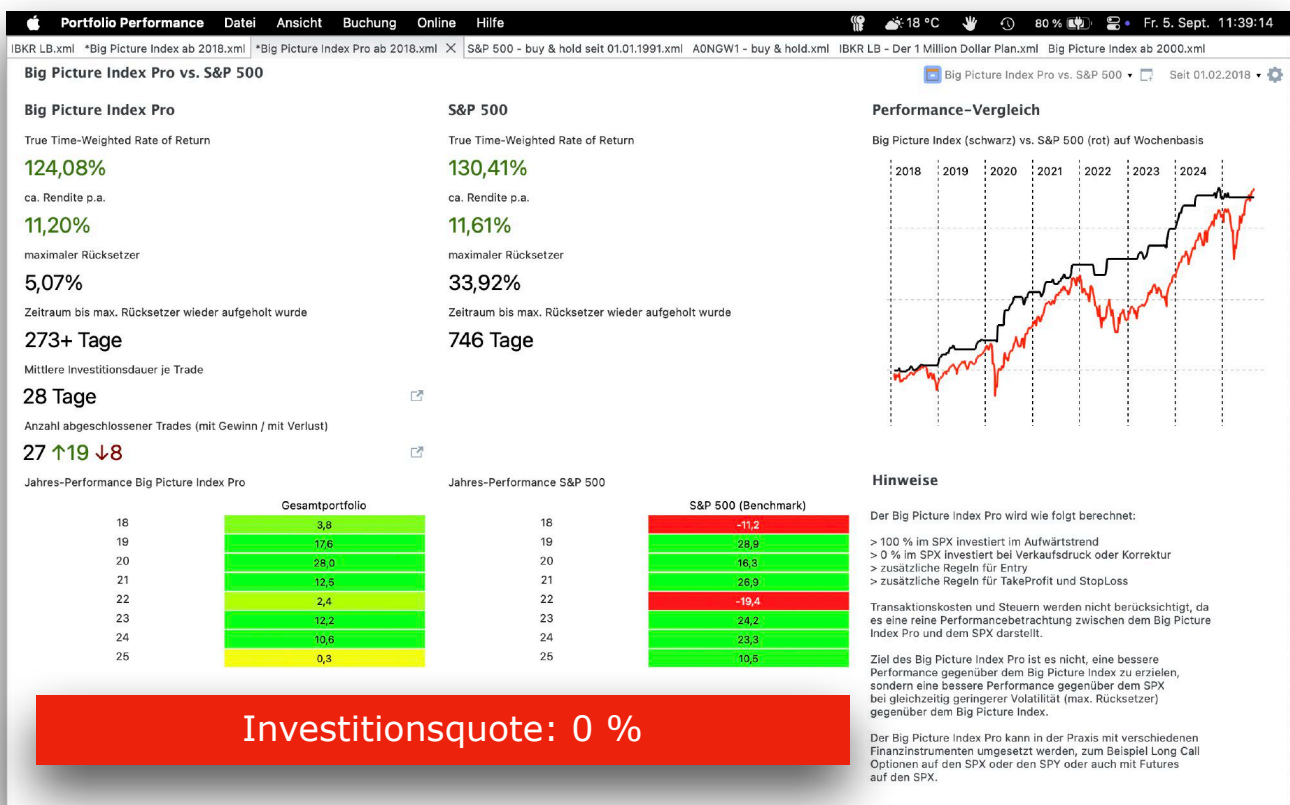 Portfolio Performance Datei Ansicht Buchung Online Hilfe 18 °C 80 % Fr. 5. Sept. 11:39:14
IBKR LB.xml *Big Picture Index ab 2018.xml *Big Picture Index Pro ab 2018.xml S&P 500 - buy & hold seit 01.01.1991.xml A0NGW1 - buy & hold.xml IBKR LB - Der 1 Million Dollar Plan.xml Big Picture Index ab 2000.xml
Big Picture Index Pro vs. S&P 500
Big Picture Index Pro vs. S&P 500 Seit 01.02.2018
Big Picture Index Pro
True Time-Weighted Rate of Return
124,08%
ca. Rendite p.a.
11,20%
maximaler Rücksetzer
5,07%
Zeitraum bis max. Rücksetzer wieder aufgeholt wurde
273+ Tage
Mittlere Investitionsdauer je Trade
28 Tage
Anzahl abgeschlossener Trades (mit Gewinn / mit Verlust)
27 ↑19 ↓8
Jahres-Performance Big Picture Index Pro
Gesamtportfolio
18 3,8
19 17,6
20 28,0
21 12,5
22 2,4
23 12,2
24 10,6
25 0,3
S&P 500
True Time-Weighted Rate of Return
130,41%
ca. Rendite p.a.
11,61%
maximaler Rücksetzer
33,92%
Zeitraum bis max. Rücksetzer wieder aufgeholt wurde
746 Tage
Jahres-Performance S&P 500
S&P 500 (Benchmark)
18 -11,2
19 28,9
20 16,3
21 26,9
22 -19,4
23 24,2
24 23,3
25 10,5
Performance-Vergleich
Big Picture Index (schwarz) vs. S&P 500 (rot) auf Wochenbasis
2018 2019 2020 2021 2022 2023 2024
Hinweise
Der Big Picture Index Pro wird wie folgt berechnet:
> 100 % im SPX investiert im Aufwärtstrend
> 0 % im SPX investiert bei Verkaufsdruck oder Korrektur
> zusätzliche Regeln für Entry
> zusätzliche Regeln für TakeProfit und StopLoss
Transaktionskosten und Steuern werden nicht berücksichtigt, da
es eine reine Performancebetrachtung zwischen dem Big Picture
Index Pro und dem SPX darstellt.
Ziel des Big Picture Index Pro ist es nicht, eine bessere
Performance gegenüber dem Big Picture Index zu erzielen,
sondern eine bessere Performance gegenüber dem SPX
bei gleichzeitig geringerer Volatilität (max. Rücksetzer)
gegenüber dem Big Picture Index.
Der Big Picture Index Pro kann in der Praxis mit verschiedenen
Finanzinstrumenten umgesetzt werden, zum Beispiel Long Call
Optionen auf den SPX oder den SPY oder auch mit Futures
auf den SPX.
Investitionsquote: 0 %